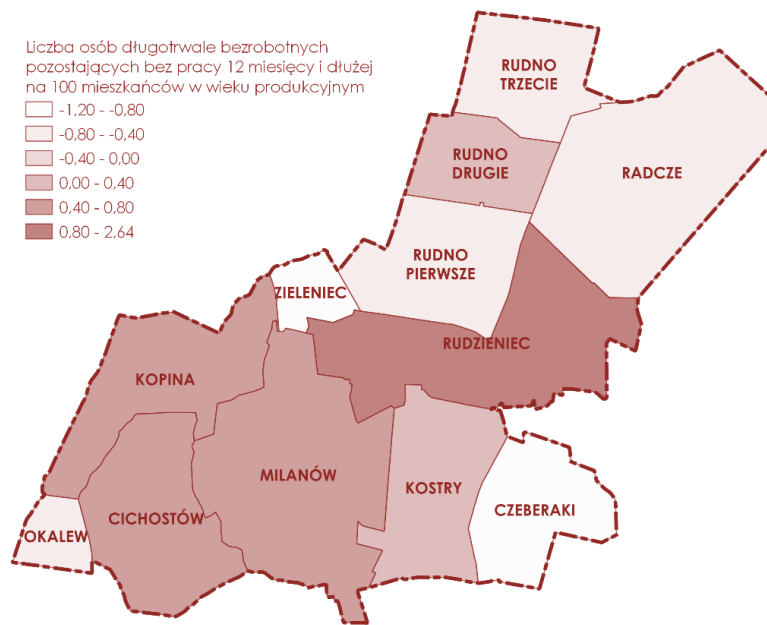 Liczba osób długotrwale bezrobotnych
pozostających bez pracy 12 miesięcy i dłużej
na 100 mieszkańców w wieku produkcyjnym
-1,20 - -0,80
-0,80 - -0,40
-0,40 - 0,00
0,00 - 0,40
0,40 - 0,80
0,80 - 2,64
RUDNO
TRZECIE
RUDNO
DRUGIE
RADCZE
RUDNO
PIERWSZE
ZIELENIEC
RUDZIENIEC
KOPINA
MILANÓW
KOSTRY
CZEBERAKI
CICHOSTÓW
OKALEW